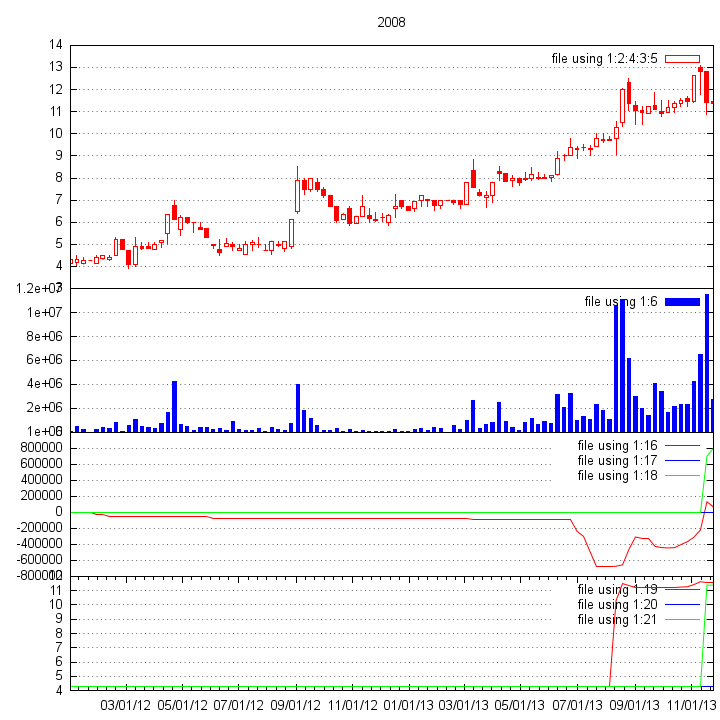 2008
14
file using 1:2:4:3:5
13
12
11
10
9
8
7
6
5
4
3
1.2e+07
file using 1:6
1e+07
8e+06
6e+06
4e+06
2e+06
1e+06
0
file using 1:16
800000
file using 1:17
600000
file using 1:18
400000
200000
0
-200000
-400000
-600000
-800000
12
file using 1:19
11
file using 1:20
10
file using 1:21
9
8
7
6
5
4
03/01/12 05/01/12 07/01/12 09/01/12 11/01/12 01/01/13 03/01/13 05/01/13 07/01/13 09/01/13 11/01/13